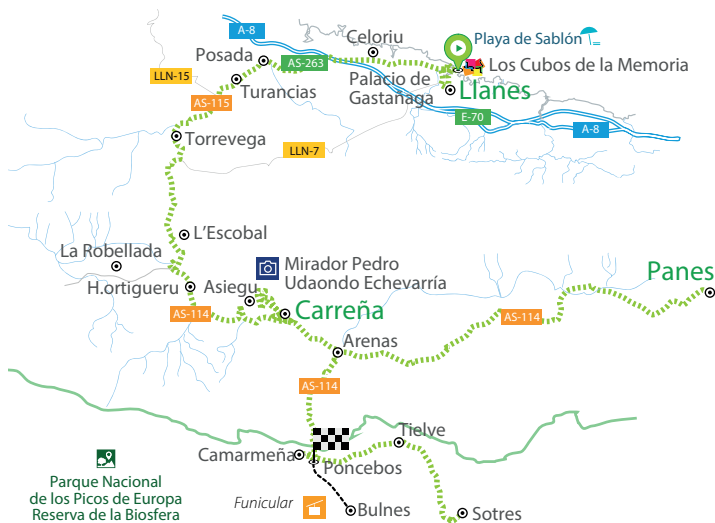 A-8
Playa de Sablón
Celoriu
Posada
AS-263
Los Cubos de la Memoria
LLN-15
Turancias
Palacio de
Gastañaga
Llanes
AS-115
E-70
A-8
Torrevega
LLN-7
L'Escobal
La Robellada
Mirador Pedro
Udaondo Echevarría
Panes
H.ortigueru
Asiegu
Carreña
AS-114
AS-114
Arenas
AS-114
Tielve
Camarmeña
Poncebos
Parque Nacional
de los Picos de Europa
Reserva de la Biosfera
Funicular
Bulnes
Sotres